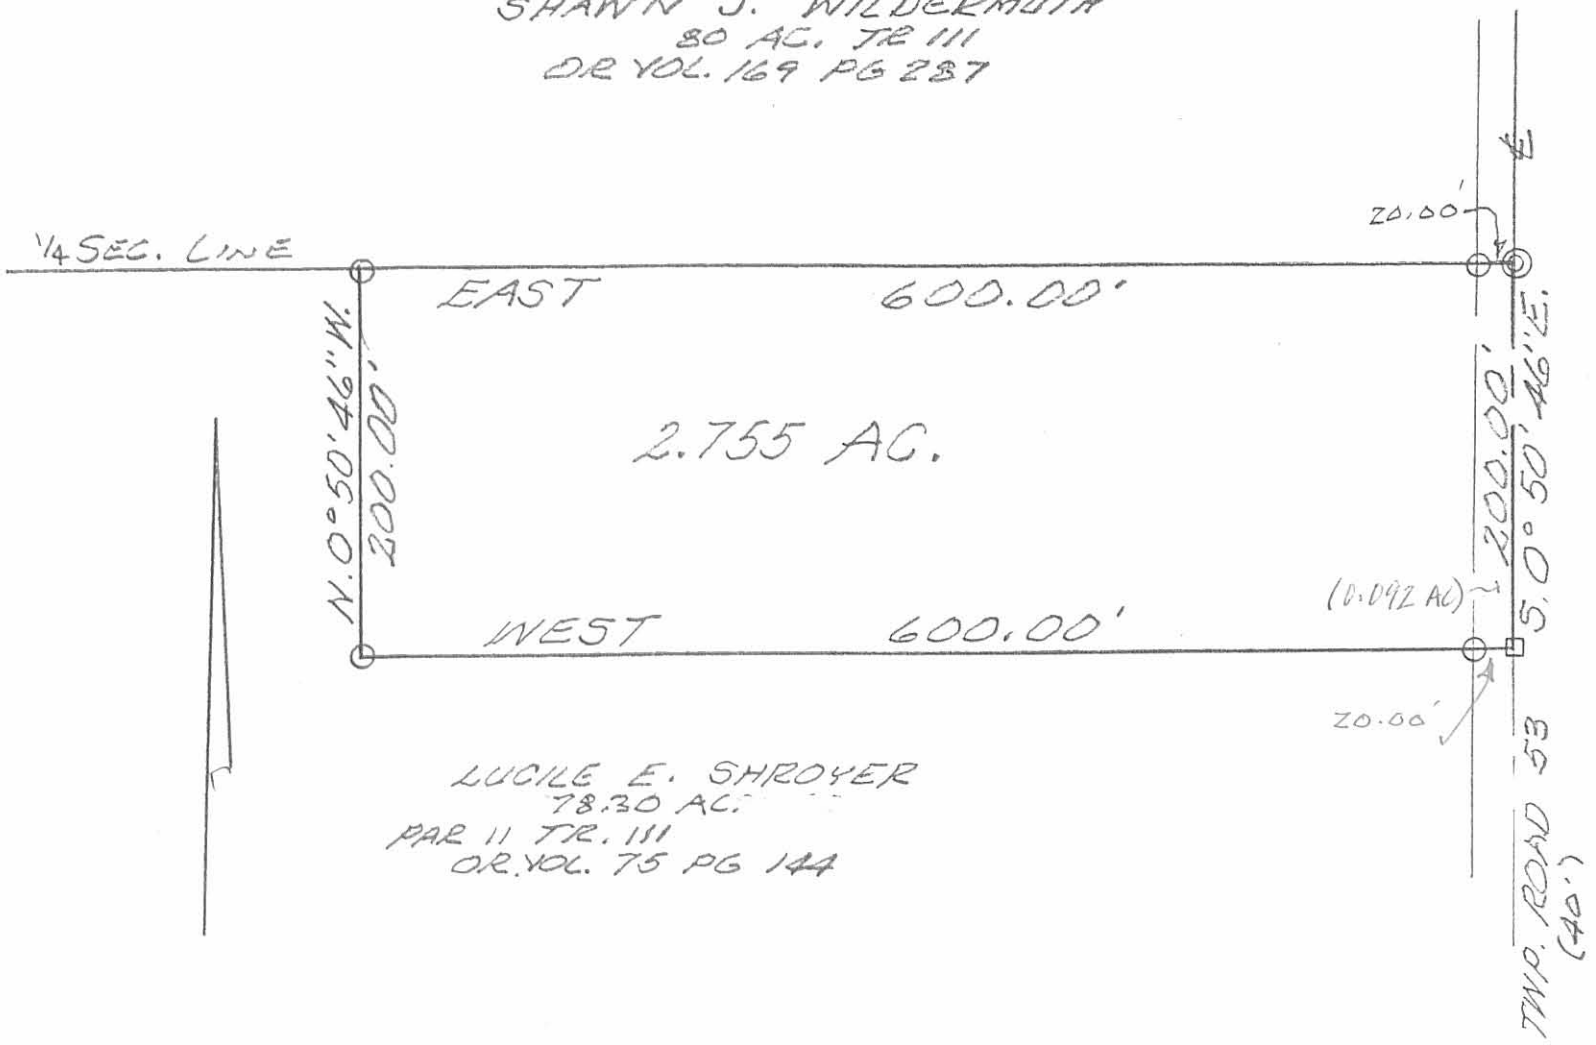 SHAWN J. WILDERMUTH
80 AC. TR 111
OR VOL. 169 PG 287
℄
20.00'
1/4 SEC. LINE
EAST 600.00'
N. 0° 50' 46" W.
200.00'
2.755 AC.
200.00'
S. 0° 50' 46" E.
(0.092 AC)
WEST 600.00'
20.00'
LUCILE E. SHROYER
78.30 AC.
PAR 11 TR. 111
OR. VOL. 75 PG 144
TWP. ROAD 53
(40')